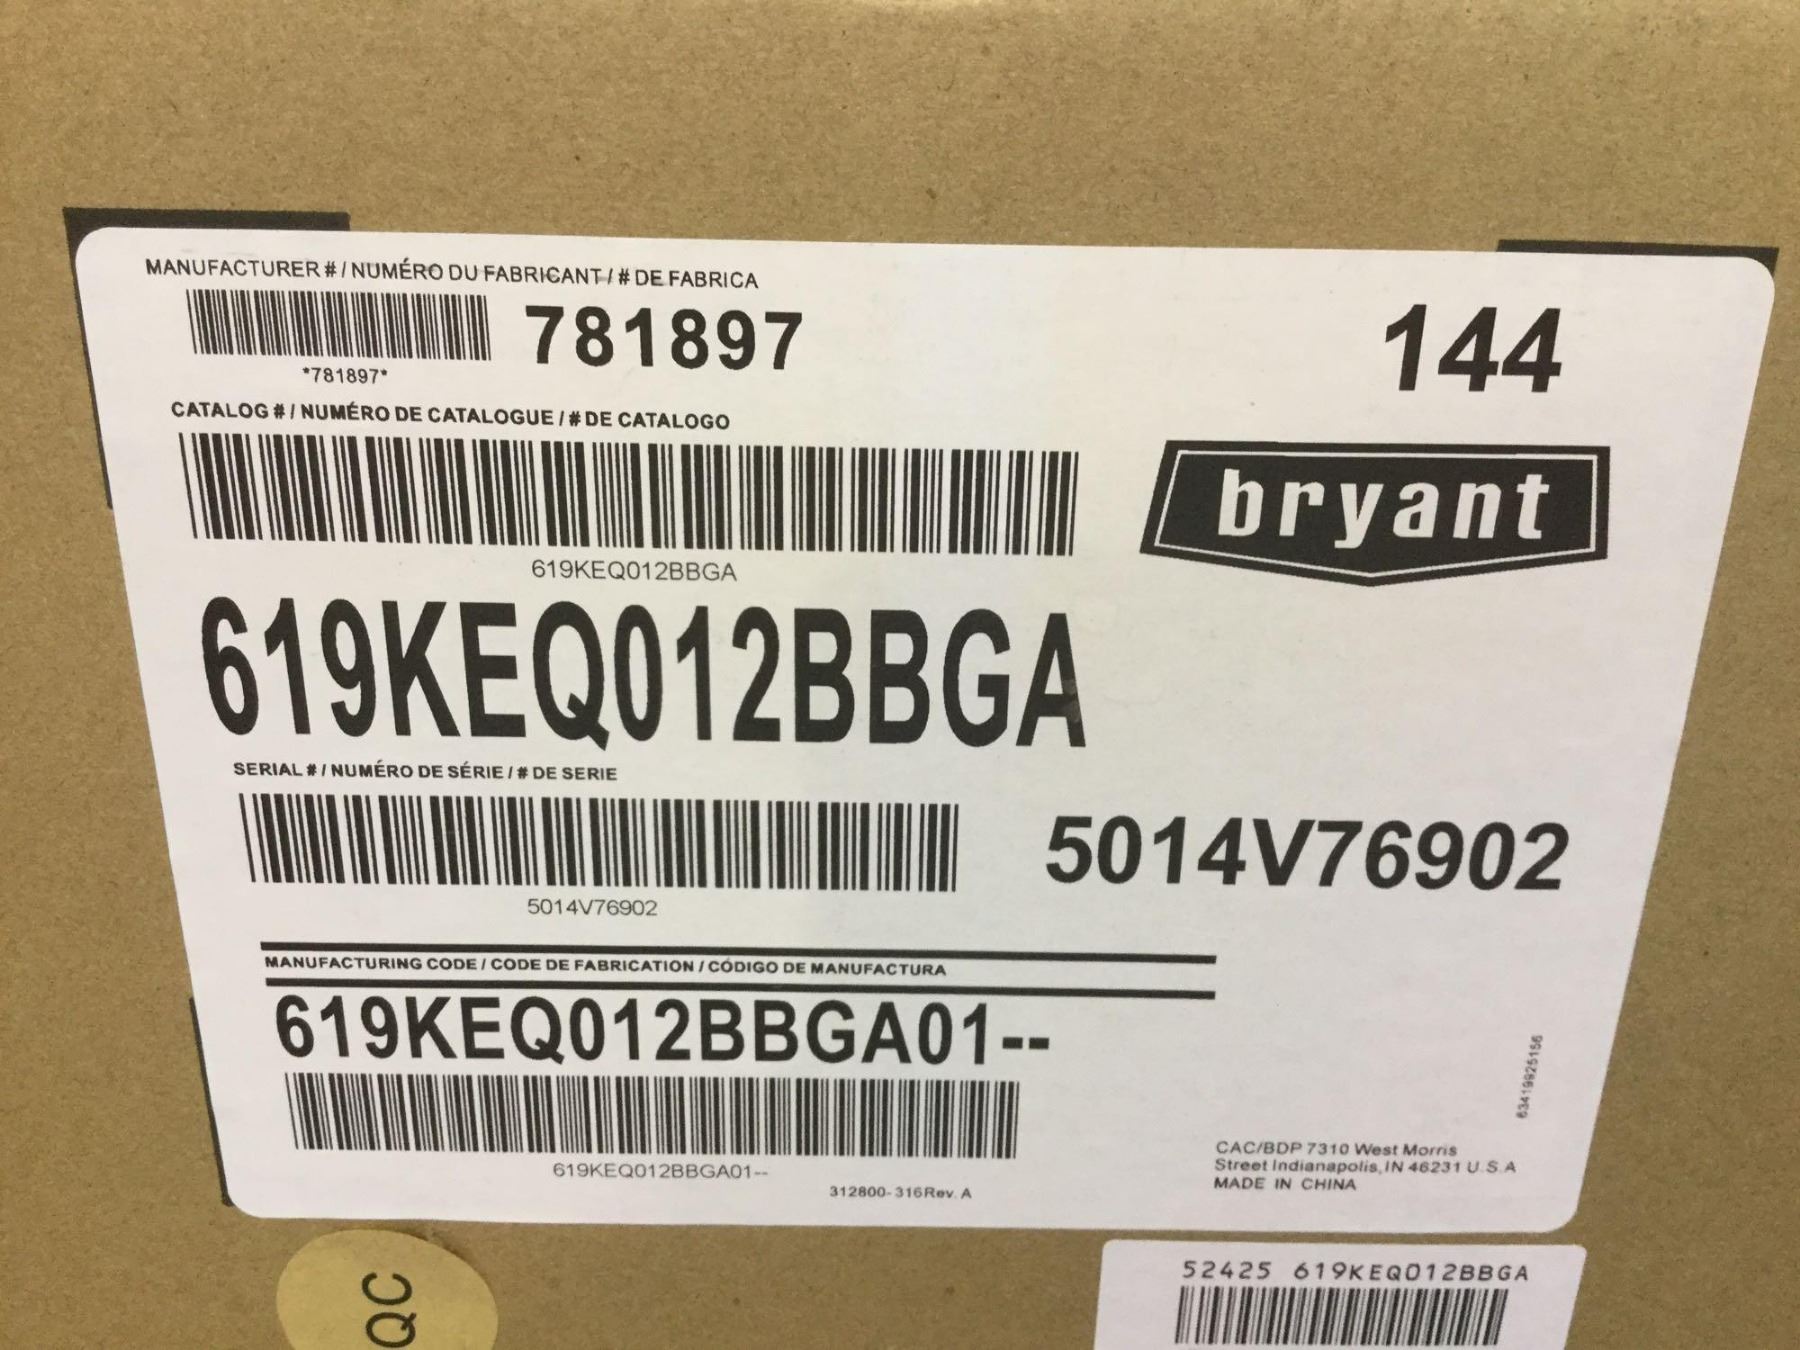 MANUFACTURER # / NUMÉRO DU FABRICANT / # DE FABRICA
781897
*781897*
144
CATALOG # / NUMÉRO DE CATALOGUE / # DE CATALOGO
bryant
619KEQ012BBGA
619KEQ012BBGA
SERIAL # / NUMÉRO DE SÉRIE / # DE SERIE
5014V76902
5014V76902
MANUFACTURING CODE / CODE DE FABRICATION / CÓDIGO DE MANUFACTURA
619KEQ012BBGA01--
619KEQ012BBGA01--
312800-316Rev. A
63419925156
CAC/BDP 7310 West Morris
Street Indianapolis, IN 46231 U.S.A
MADE IN CHINA
QC
52425 619KEQ012BBGA